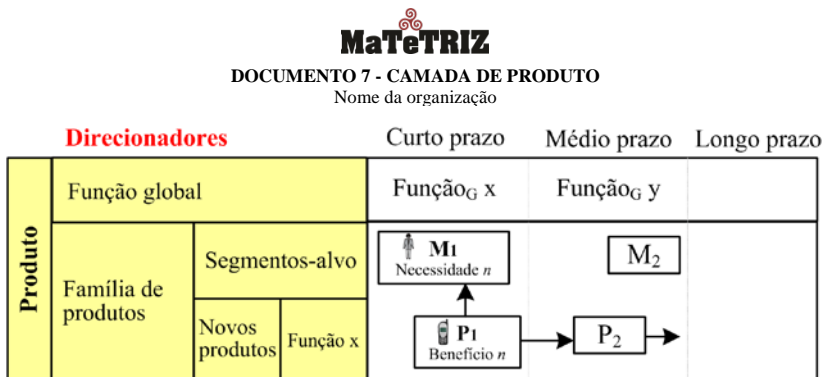 MaTeTRIZ
DOCUMENTO 7 - CAMADA DE PRODUTO
Nome da organização
Direcionadores Curto prazo Médio prazo Longo prazo
Produto
Função global FunçãoG x FunçãoG y
Família de
produtos
Segmentos-alvo
M1
Necessidade n
M2
Novos
produtos
Função x
P1
Benefício n
P2